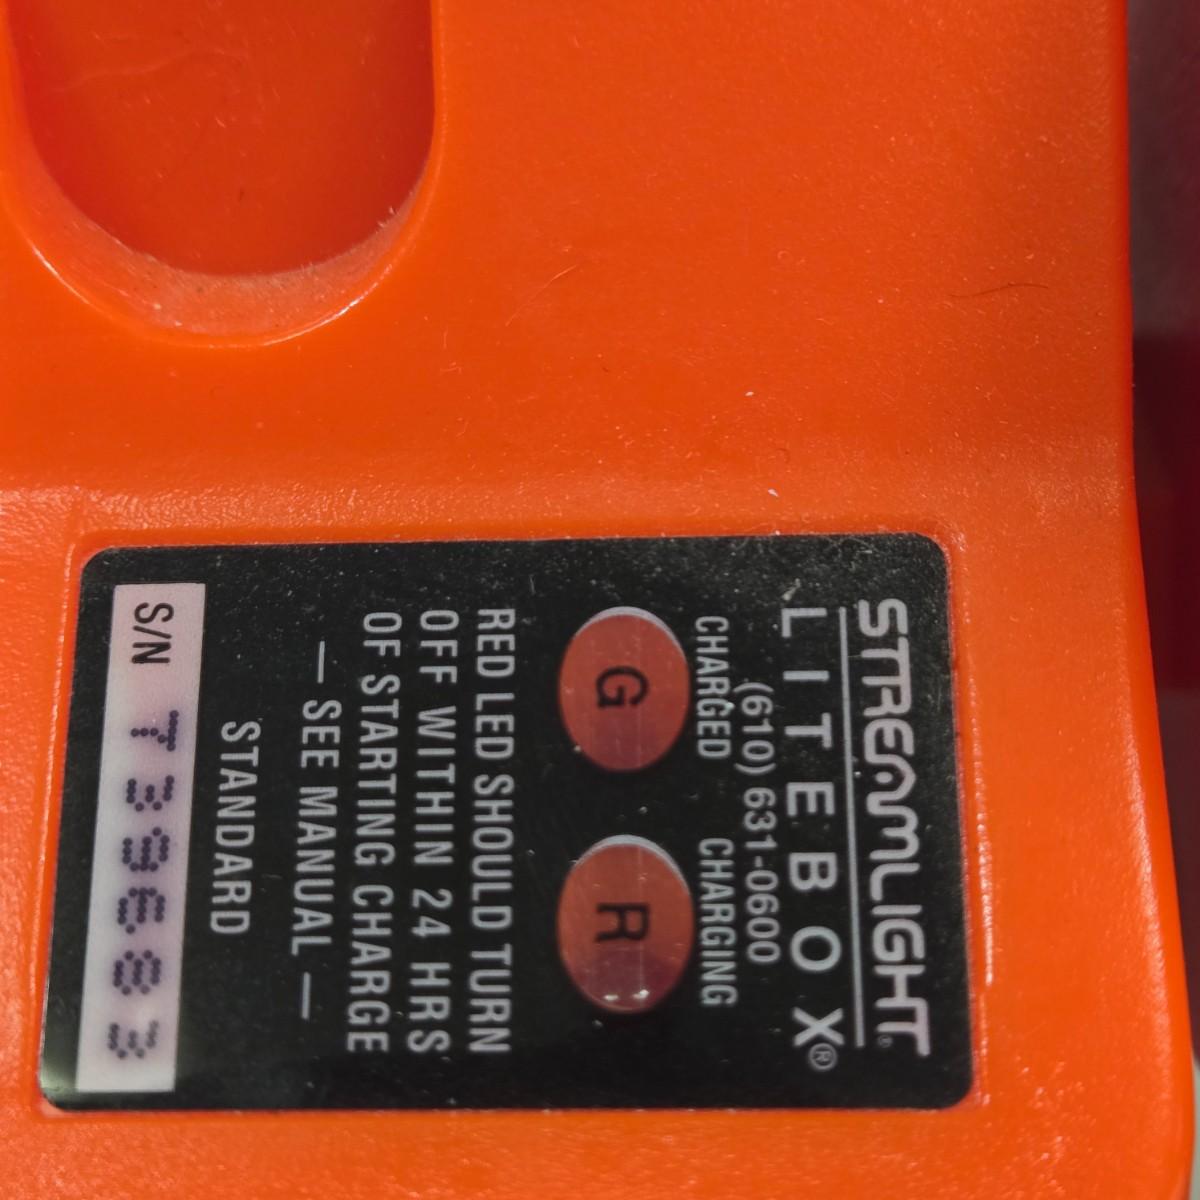 STREAMLIGHT®
LITEBOX®
(610) 631-0600
CHARGED CHARGING
G R
RED LED SHOULD TURN
OFF WITHIN 24 HRS
OF STARTING CHARGE
— SEE MANUAL —
STANDARD
S/N